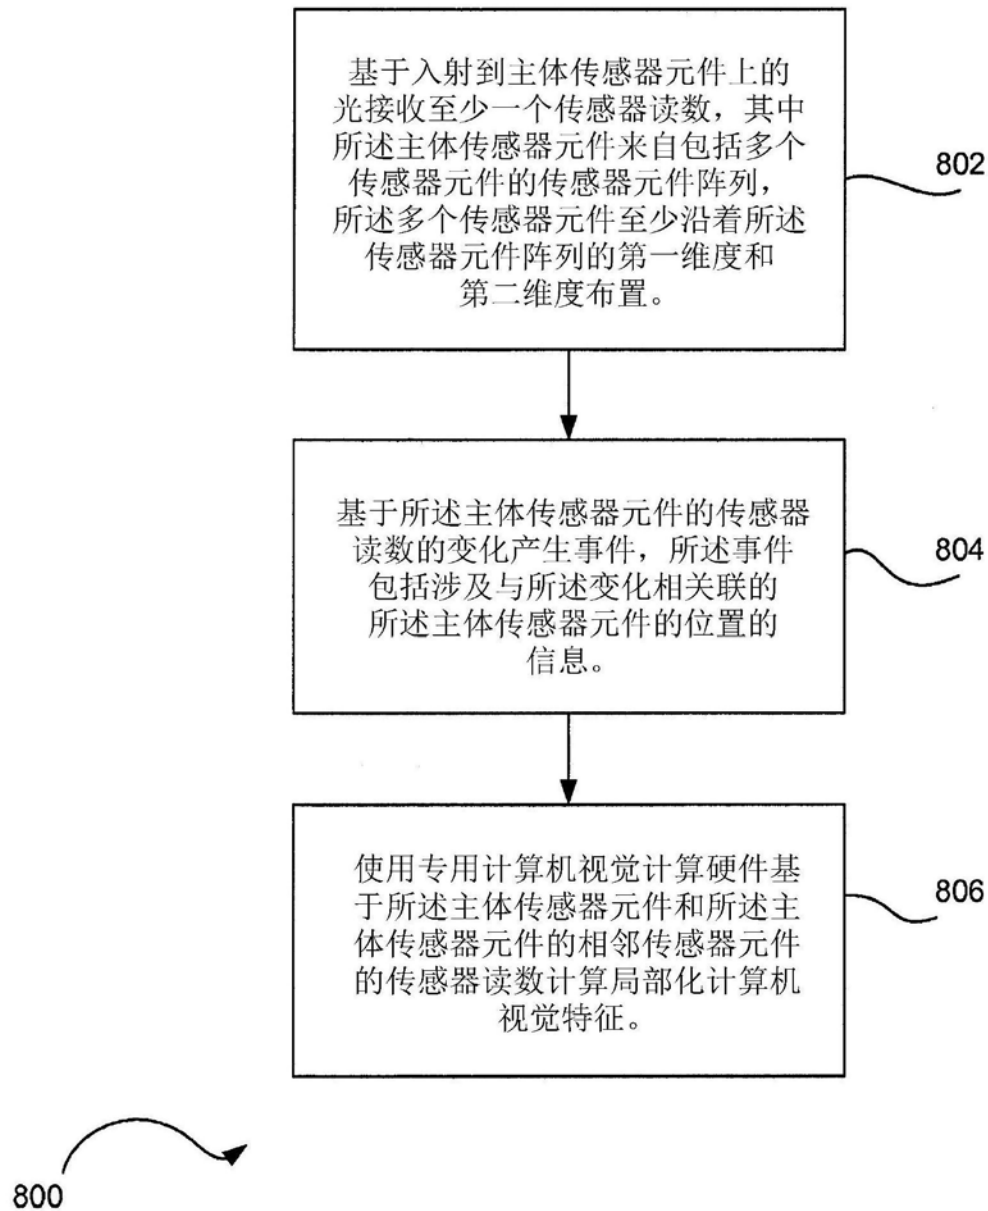 基于入射到主体传感器元件上的
光接收至少一个传感器读数，其中
所述主体传感器元件来自包括多个
传感器元件的传感器元件阵列，
所述多个传感器元件至少沿着所述
传感器元件阵列的第一维度和
第二维度布置。
802
基于所述主体传感器元件的传感器
读数的变化产生事件，所述事件
包括涉及与所述变化相关联的
所述主体传感器元件的位置的
信息。
804
使用专用计算机视觉计算硬件基
于所述主体传感器元件和所述主
体传感器元件的相邻传感器元件
的传感器读数计算局部化计算机
视觉特征。
806
800